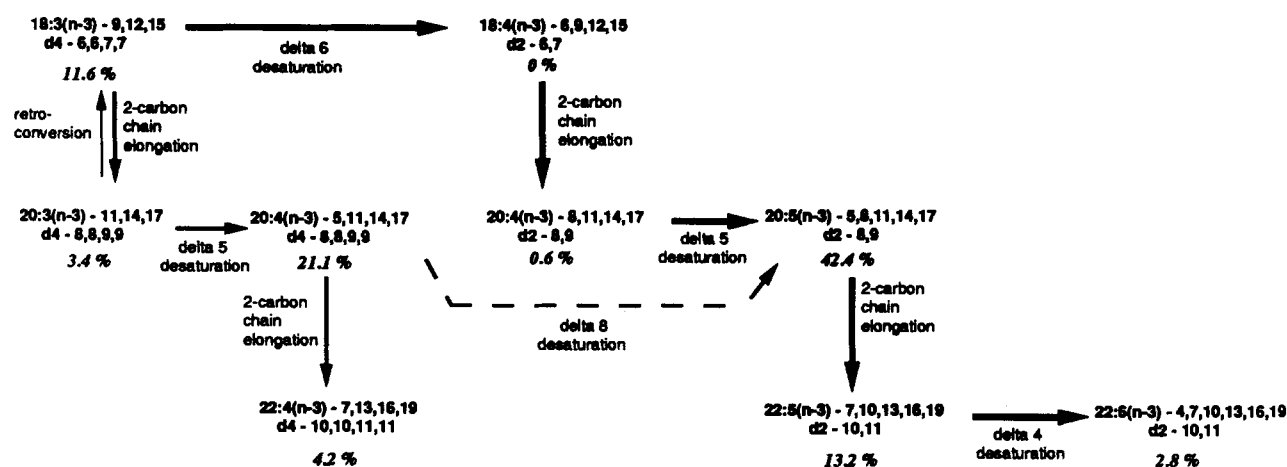 18:3(n-3) - 9,12,15
d4 - 6,6,7,7
11.6 %
delta 6
desaturation
18:4(n-3) - 6,9,12,15
d2 - 6,7
0 %
retro-
conversion
2-carbon
chain
elongation
2-carbon
chain
elongation
20:3(n-3) - 11,14,17
d4 - 8,8,9,9
3.4 %
delta 5
desaturation
20:4(n-3) - 5,11,14,17
d4 - 8,8,9,9
21.1 %
20:4(n-3) - 8,11,14,17
d2 - 8,9
0.6 %
delta 5
desaturation
20:5(n-3) - 5,8,11,14,17
d2 - 8,9
42.4 %
2-carbon
chain
elongation
delta 8
desaturation
2-carbon
chain
elongation
22:4(n-3) - 7,13,16,19
d4 - 10,10,11,11
4.2 %
22:5(n-3) - 7,10,13,16,19
d2 - 10,11
13.2 %
delta 4
desaturation
22:6(n-3) - 4,7,10,13,16,19
d2 - 10,11
2.8 %